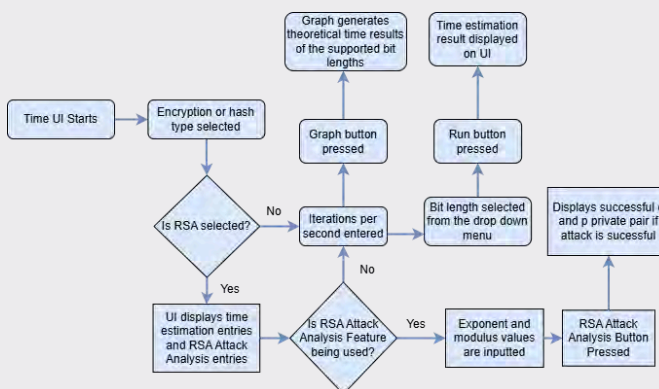 Graph generates
theoretical time results
of the supported bit
lengths
Time estimation
result displayed
on UI
Time UI Starts
Encryption or hash
type selected
Graph button
pressed
Run button
pressed
Is RSA selected?
No
Iterations per
second entered
Bit length selected
from the drop down
menu
Displays successful
and p private pair if
attack is sucessful
Yes
No
UI displays time
estimation entries
and RSA Attack
Analysis entries
Is RSA Attack
Analysis Feature
being used?
Yes
Exponent and
modulus values
are inputted
RSA Attack
Analysis Button
Pressed